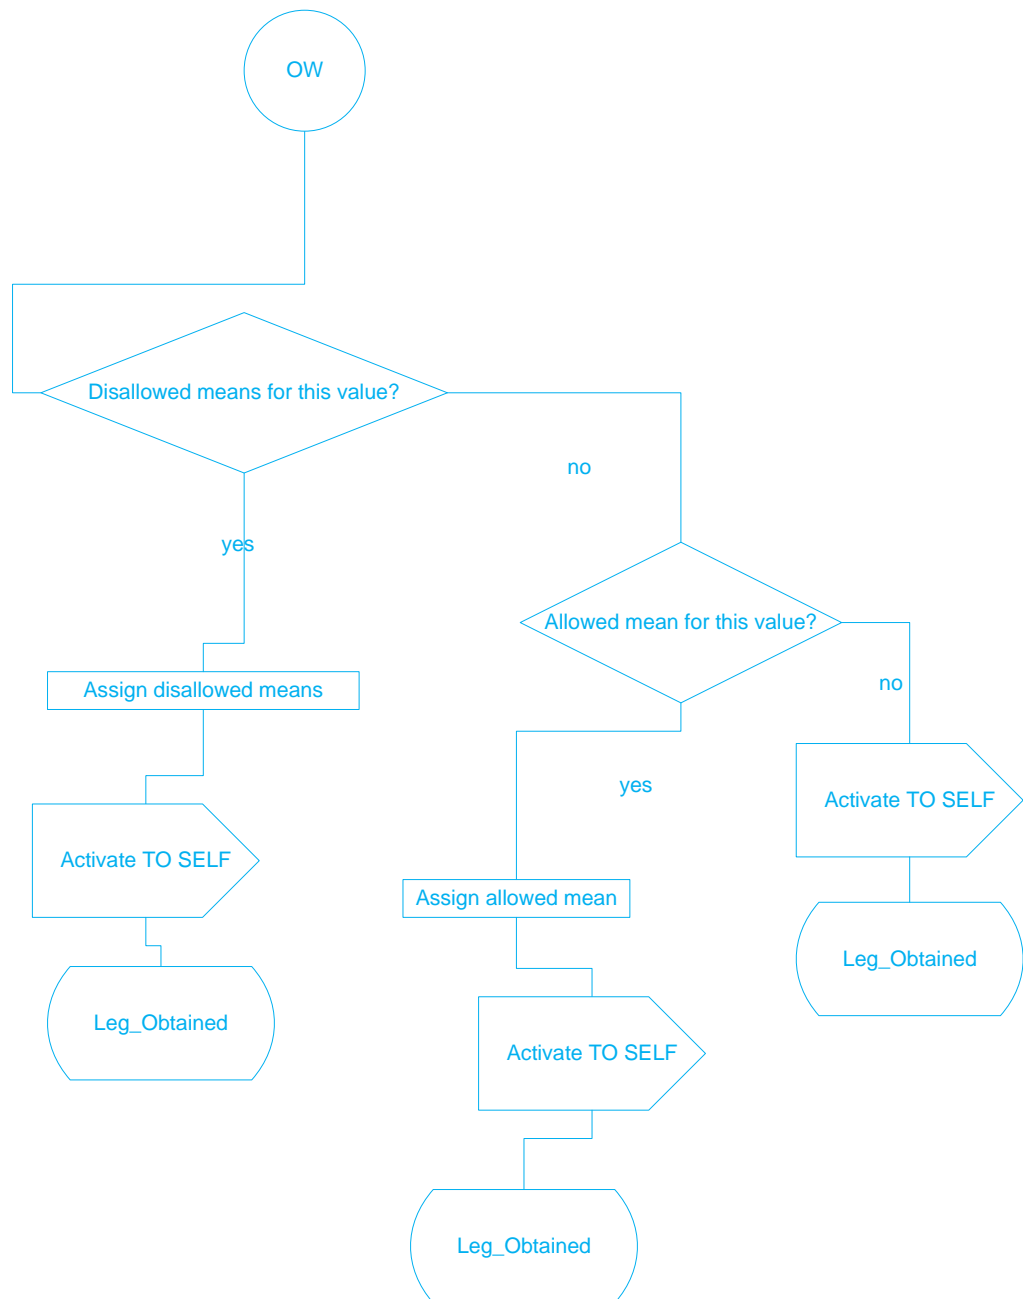 OW
Disallowed means for this value?
no
yes
Allowed mean for this value?
Assign disallowed means
no
yes
Activate TO SELF
Activate TO SELF
Assign allowed mean
Leg_Obtained
Leg_Obtained
Activate TO SELF
Leg_Obtained